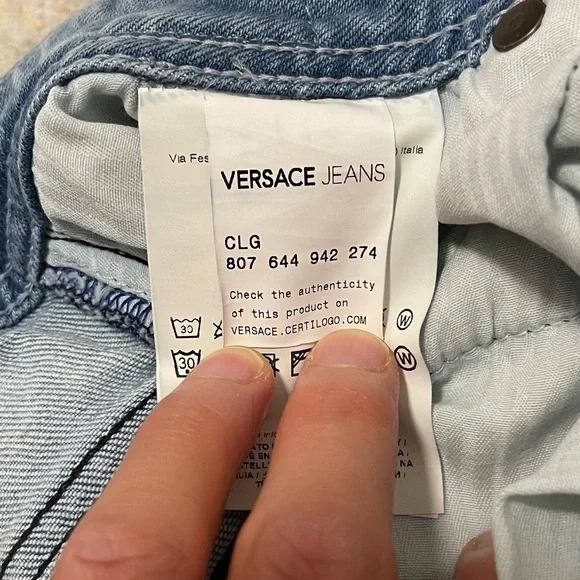 Via Fes
Italia
VERSACE JEANS
CLG
807 644 942 274
Check the authenticity
of this product on
VERSACE.CERTILOGO.COM
30
W
30
W